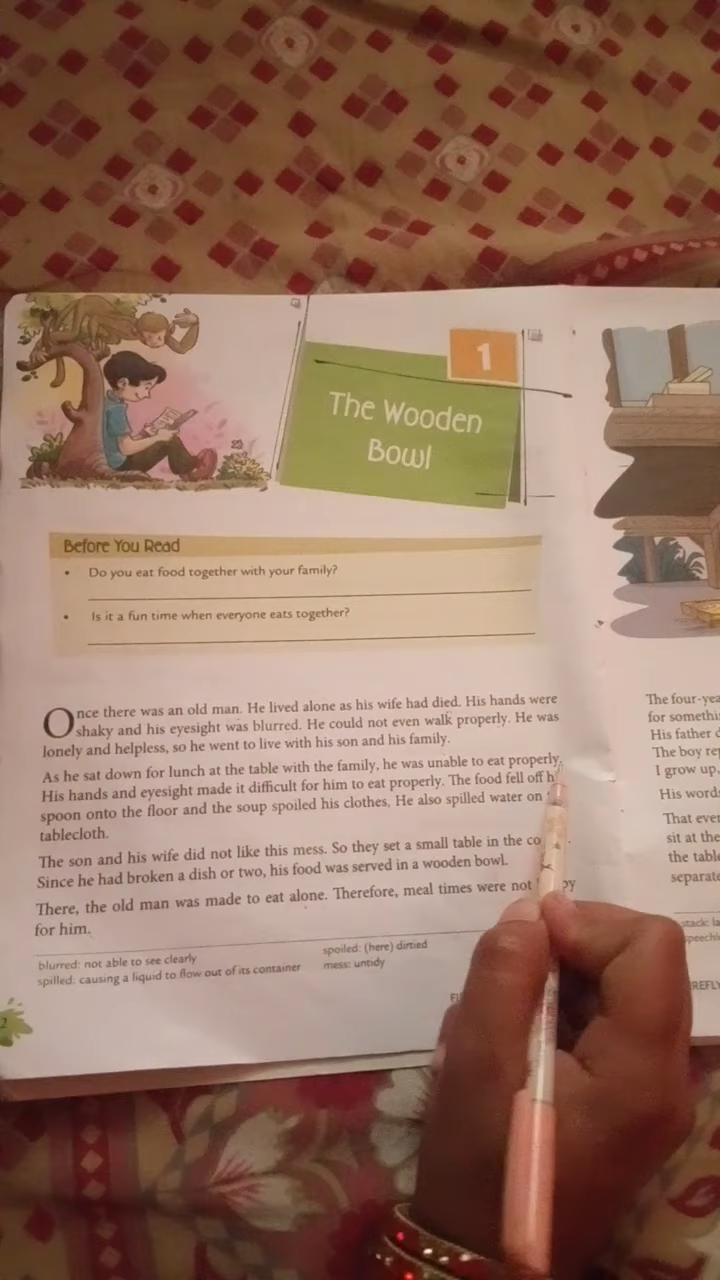 1
The Wooden
Bowl
Before You Read
• Do you eat food together with your family?
• Is it a fun time when everyone eats together?
Once there was an old man. He lived alone as his wife had died. His hands were
shaky and his eyesight was blurred. He could not even walk properly. He was
lonely and helpless, so he went to live with his son and his family.
As he sat down for lunch at the table with the family, he was unable to eat properly.
His hands and eyesight made it difficult for him to eat properly. The food fell off
spoon onto the floor and the soup spoiled his clothes. He also spilled water on
tablecloth.
The son and his wife did not like this mess. So they set a small table in the
Since he had broken a dish or two, his food was served in a wooden bowl.
There, the old man was made to eat alone. Therefore, meal times were not
for him.
blurred: not able to see clearly
spilled: causing a liquid to flow out of its container
spoiled: (here) dirtied
mess: untidy
2
The
for
His father
The boy
I grow up,
His
That
sit at the
the